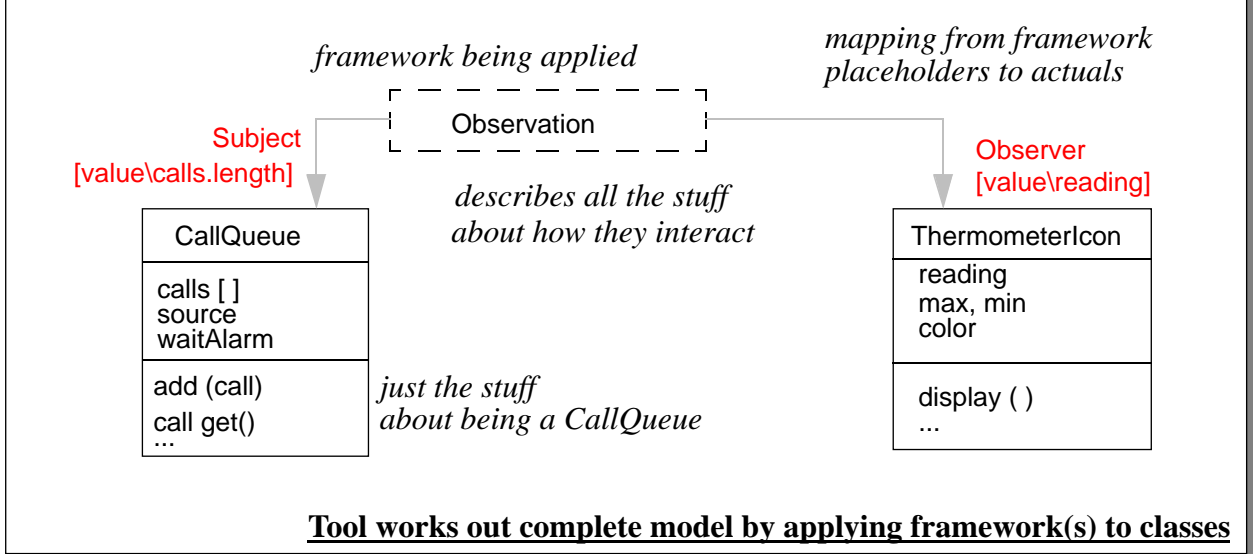 framework being applied
mapping from framework
placeholders to actuals
Observation
Subject
[value\calls.length]
Observer
[value\reading]
describes all the stuff
about how they interact
CallQueue
calls [ ]
source
waitAlarm
add (call)
call get()
...
just the stuff
about being a CallQueue
ThermometerIcon
reading
max, min
color
display ( )
...
Tool works out complete model by applying framework(s) to classes